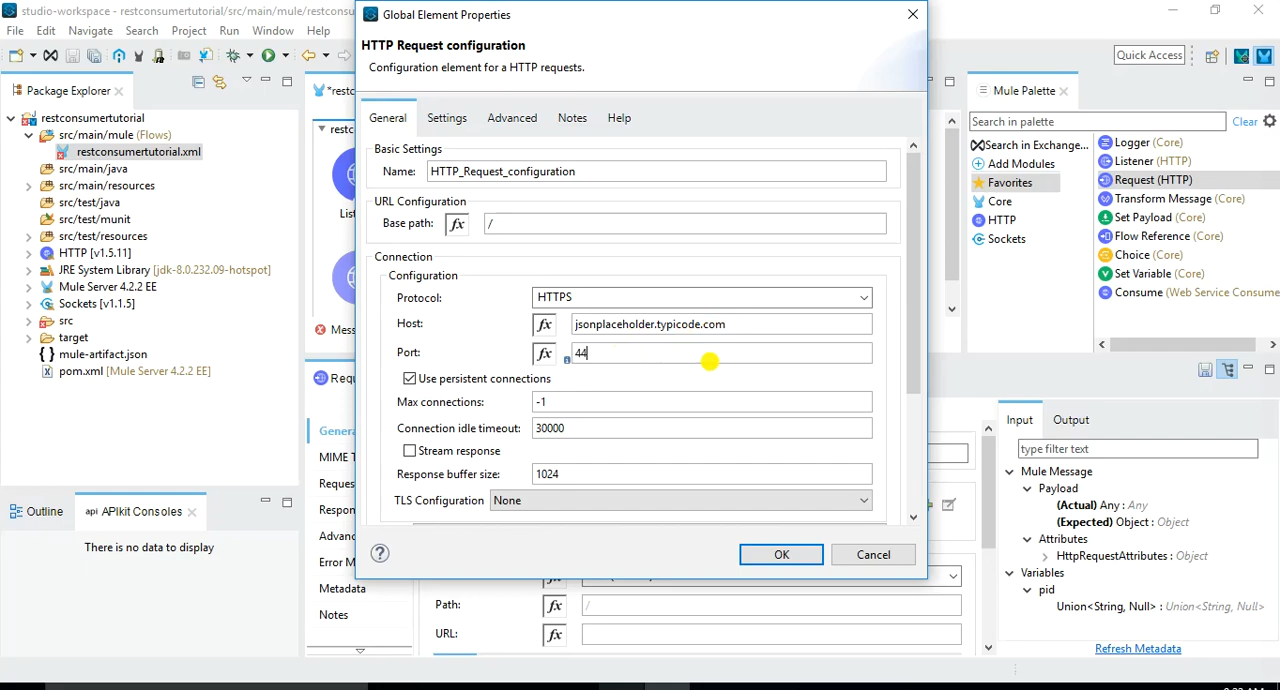 studio-workspace - restconsumertutorial/src/main/mule/restconsu
File Edit Navigate Search Project Run Window Help
Quick Access
Package Explorer
restconsumertutorial
src/main/mule (Flows)
restconsumertutorial.xml
src/main/java
src/main/resources
src/test/java
src/test/munit
src/test/resources
HTTP [v1.5.11]
JRE System Library [jdk-8.0.232.09-hotspot]
Mule Server 4.2.2 EE
Sockets [v1.1.5]
src
target
mule-artifact.json
pom.xml [Mule Server 4.2.2 EE]
Outline
api APIkit Consoles
There is no data to display
*restc
restc
List
Mess
Requ
General
MIME T
Reques
Respon
Advanc
Error M
Metadata
Notes
Path:
/
URL:
Global Element Properties
HTTP Request configuration
Configuration element for a HTTP requests.
General Settings Advanced Notes Help
Basic Settings
Name: HTTP_Request_configuration
URL Configuration
Base path: fx /
Connection
Configuration
Protocol: HTTPS
Host: fx jsonplaceholder.typicode.com
Port: fx 44
Use persistent connections
Max connections: -1
Connection idle timeout: 30000
Stream response
Response buffer size: 1024
TLS Configuration None
OK Cancel
Mule Palette
Search in palette Clear
Search in Exchange...
Add Modules
Favorites
Core
HTTP
Sockets
Logger (Core)
Listener (HTTP)
Request (HTTP)
Transform Message (Core)
Set Payload (Core)
Flow Reference (Core)
Choice (Core)
Set Variable (Core)
Consume (Web Service Consume
Input Output
type filter text
Mule Message
Payload
(Actual) Any : Any
(Expected) Object : Object
Attributes
HttpRequestAttributes : Object
Variables
pid
Union<String, Null> : Union<String, Null>
Refresh Metadata